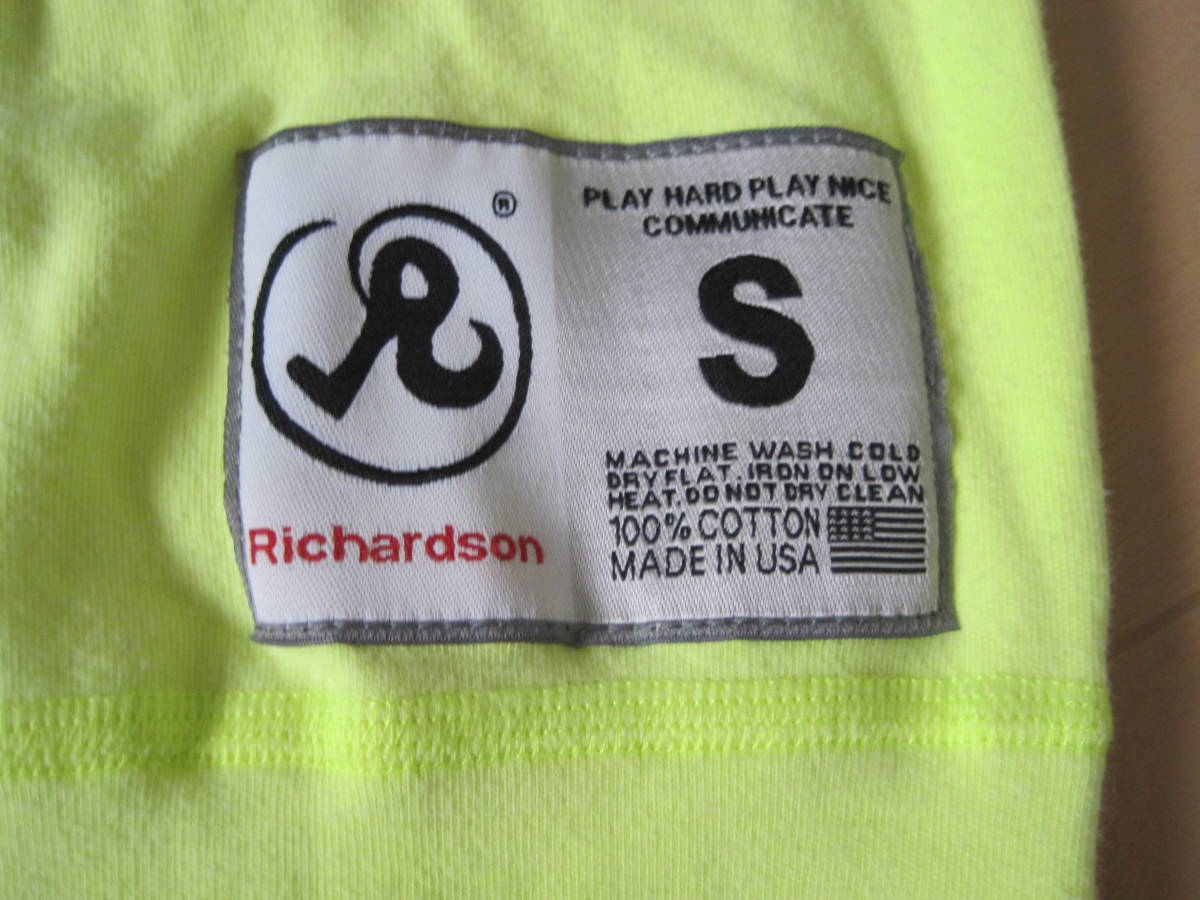 R
®
Richardson
PLAY HARD PLAY NICE
COMMUNICATE
S
MACHINE WASH COLD
DRY FLAT. IRON ON LOW
HEAT. DO NOT DRY CLEAN
100% COTTON
MADE IN USA